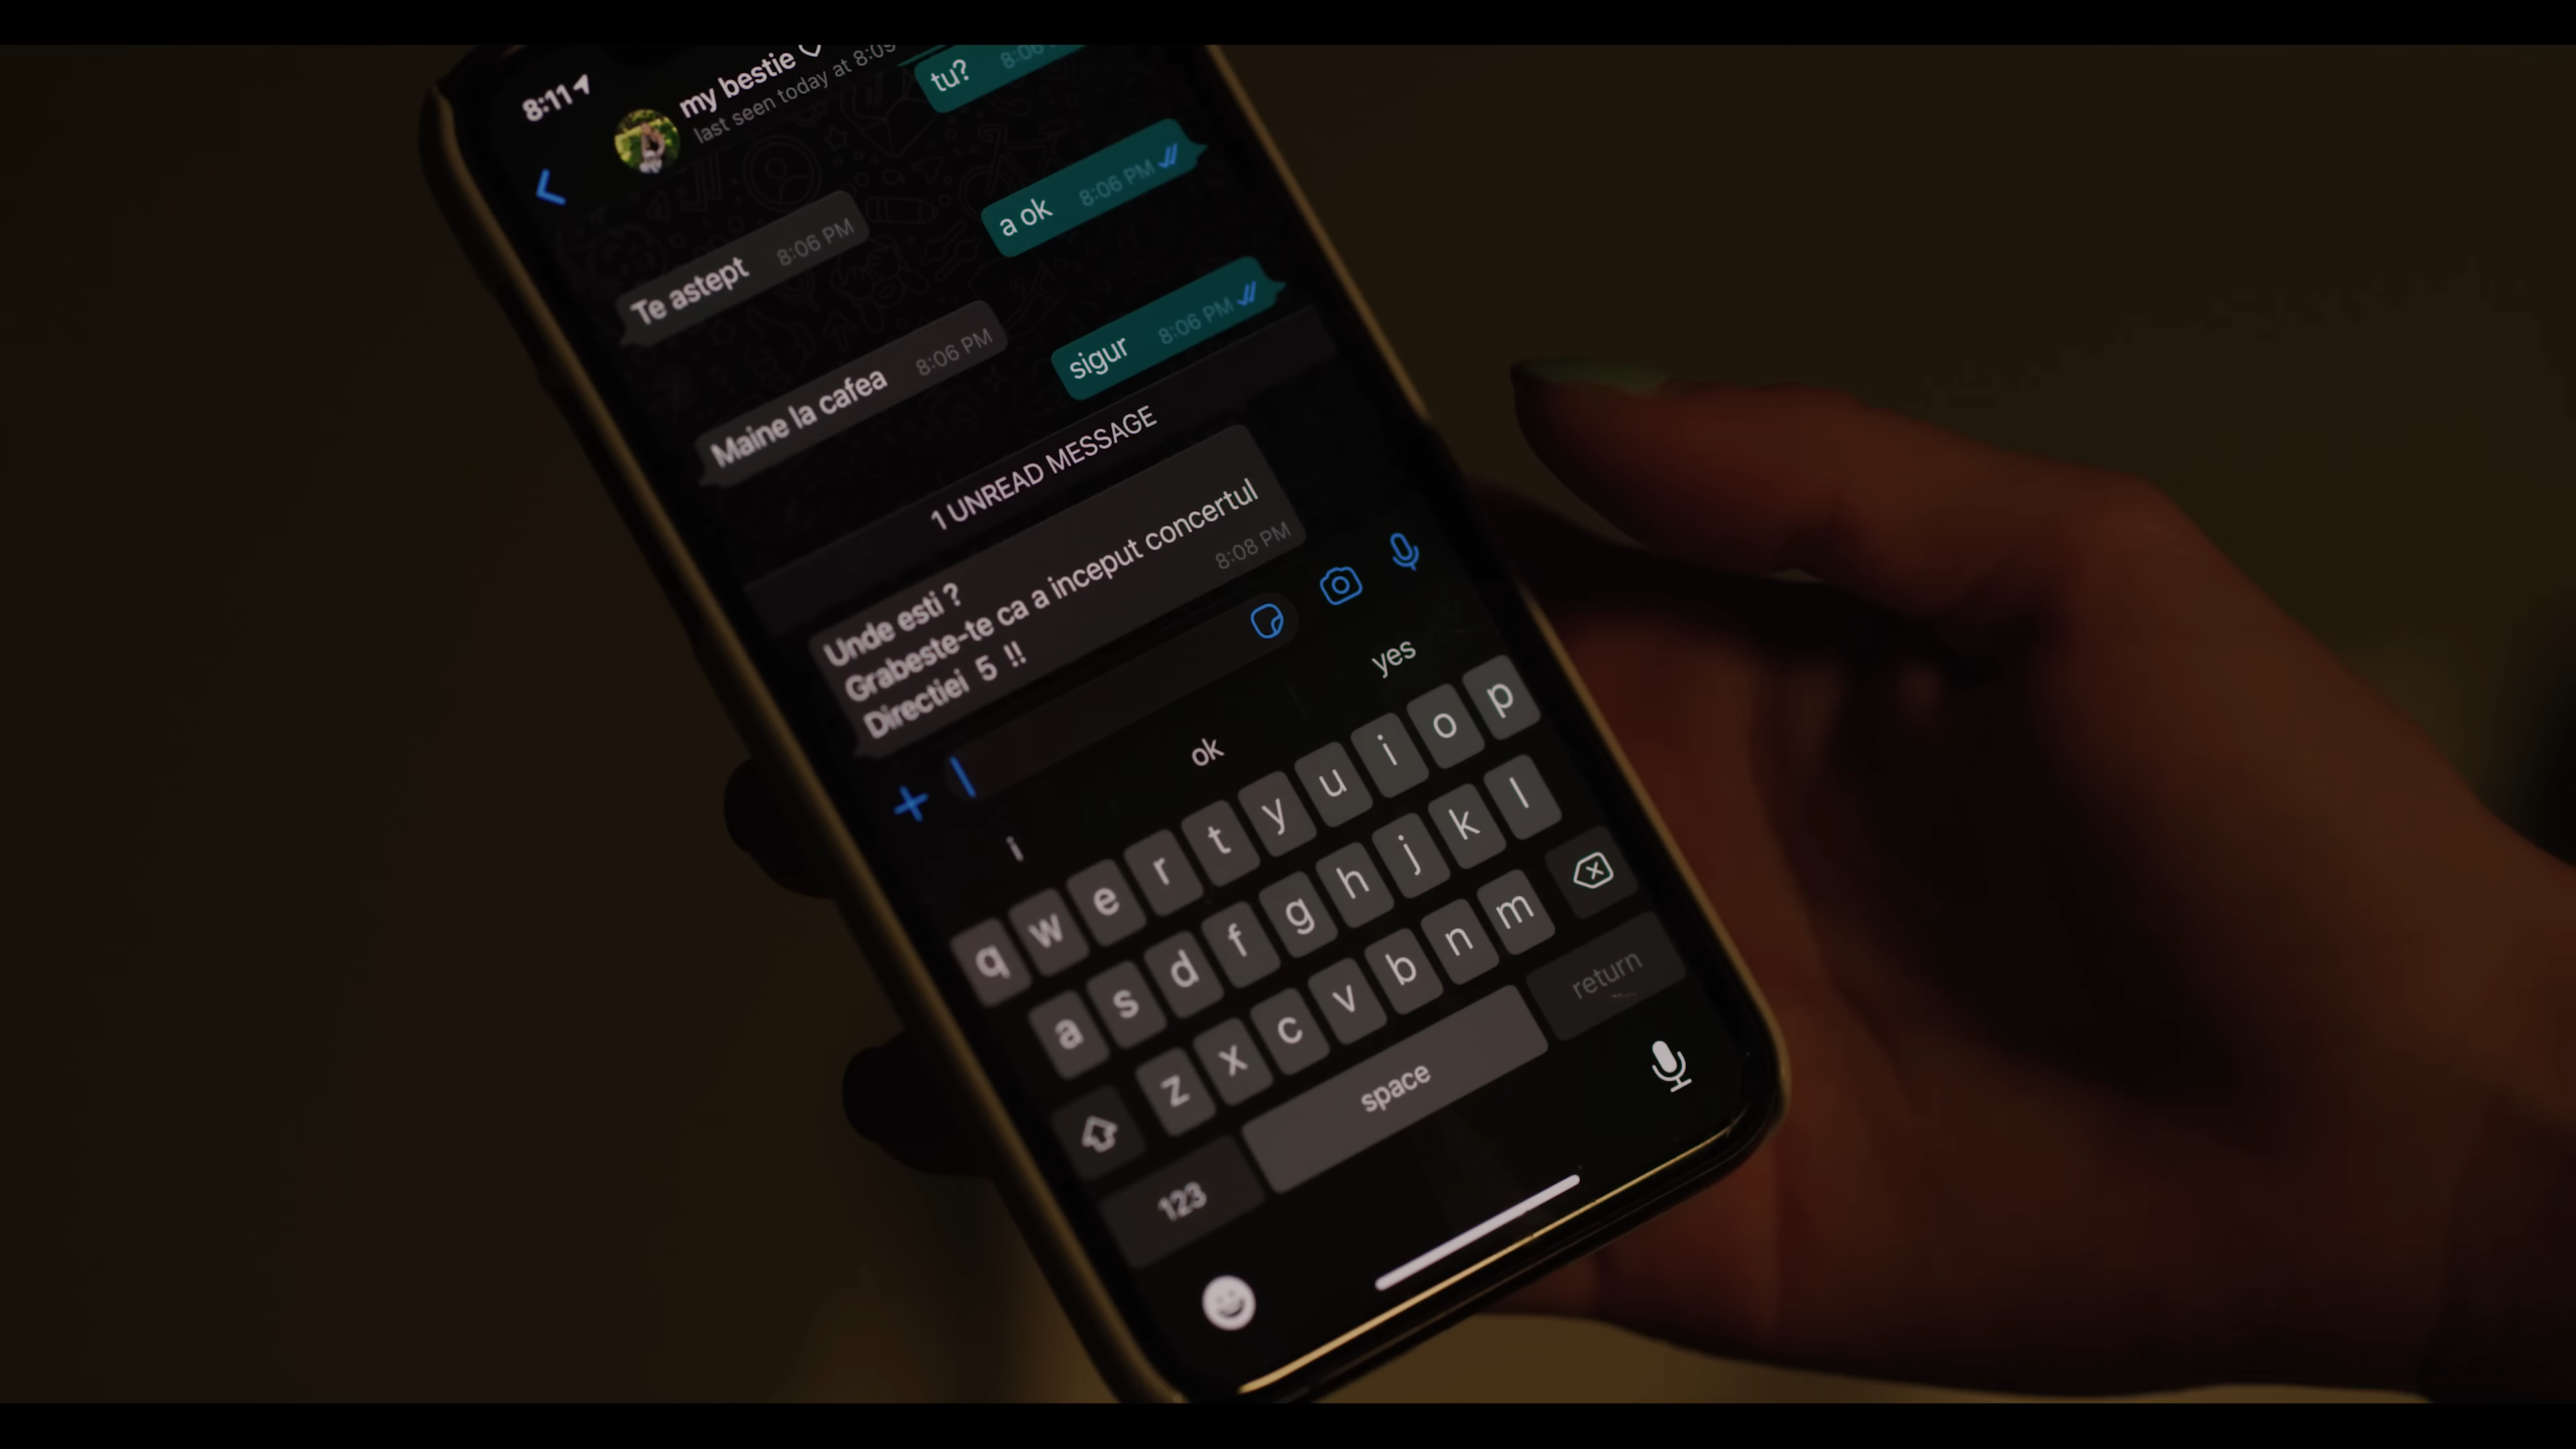 8:11
my bestie
last seen today at 8:09
tu? 8:06
a ok 8:06 PM
Te astept 8:06 PM
sigur 8:06 PM
Maine la cafea 8:06 PM
1 UNREAD MESSAGE
Unde esti ?
Grabeste-te ca a inceput concertul
Directiei 5 !!
8:08 PM
i ok yes
q w e r t y u i o p
a s d f g h j k l
z x c v b n m
123 space return